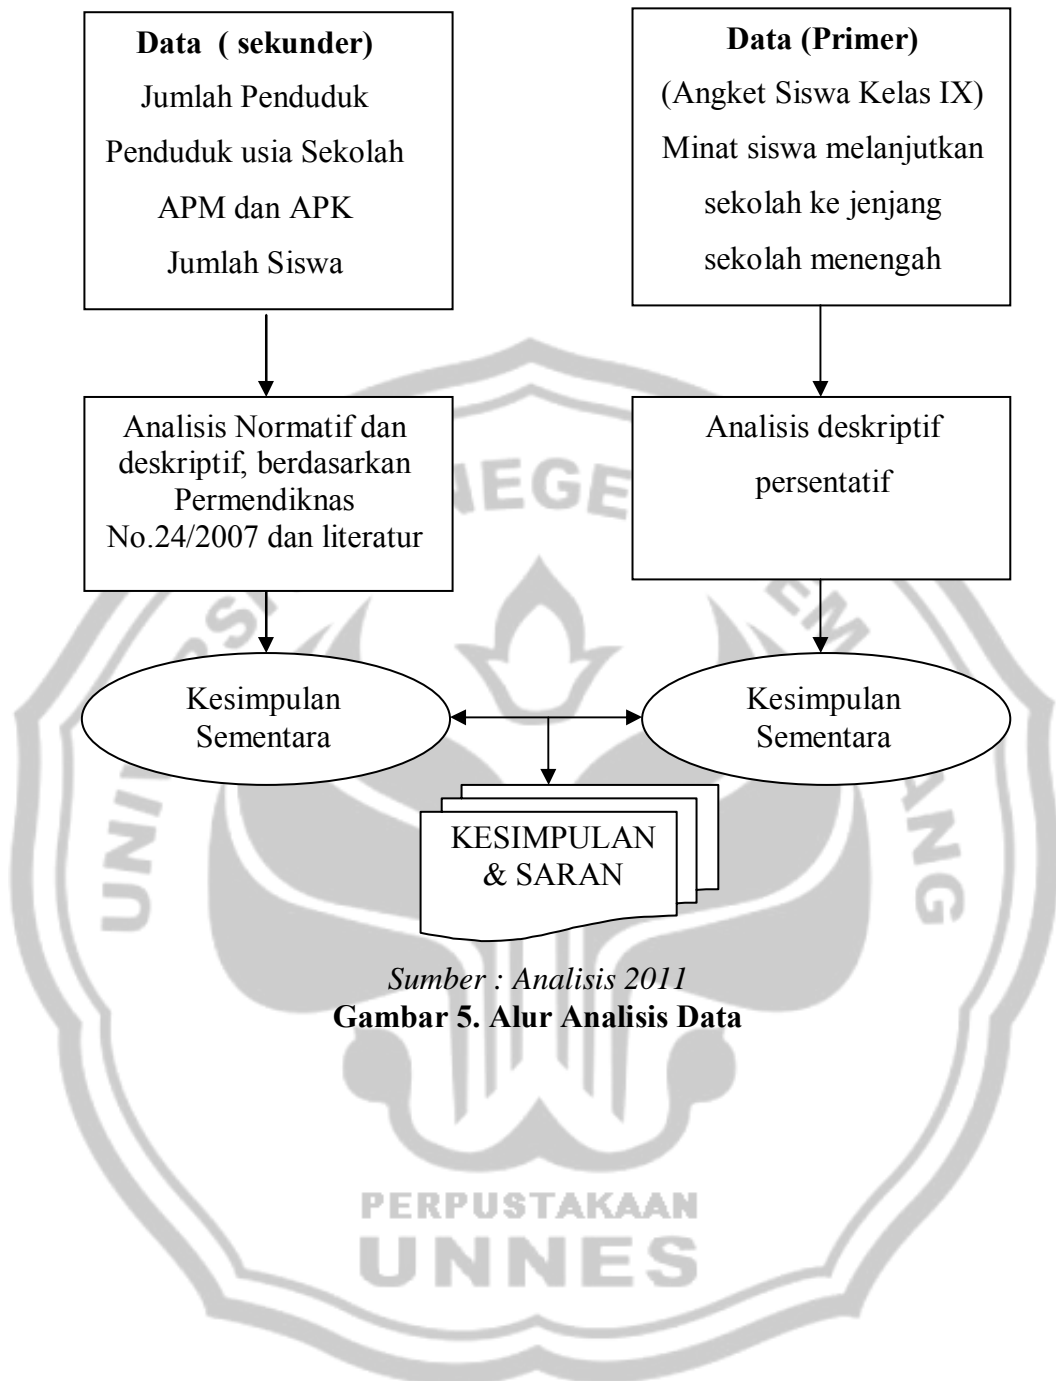 Data  ( sekunder)
Jumlah Penduduk
Penduduk usia Sekolah
APM dan APK
Jumlah Siswa
Data (Primer)
(Angket Siswa Kelas IX)
Minat siswa melanjutkan
sekolah ke jenjang
sekolah menengah
Analisis Normatif dan
deskriptif, berdasarkan
Permendiknas
No.24/2007 dan literatur
Analisis deskriptif
persentatif
Kesimpulan
Sementara
Kesimpulan
Sementara
KESIMPULAN
& SARAN
Sumber : Analisis 2011
Gambar 5. Alur Analisis Data
PERPUSTAKAAN
UNNES